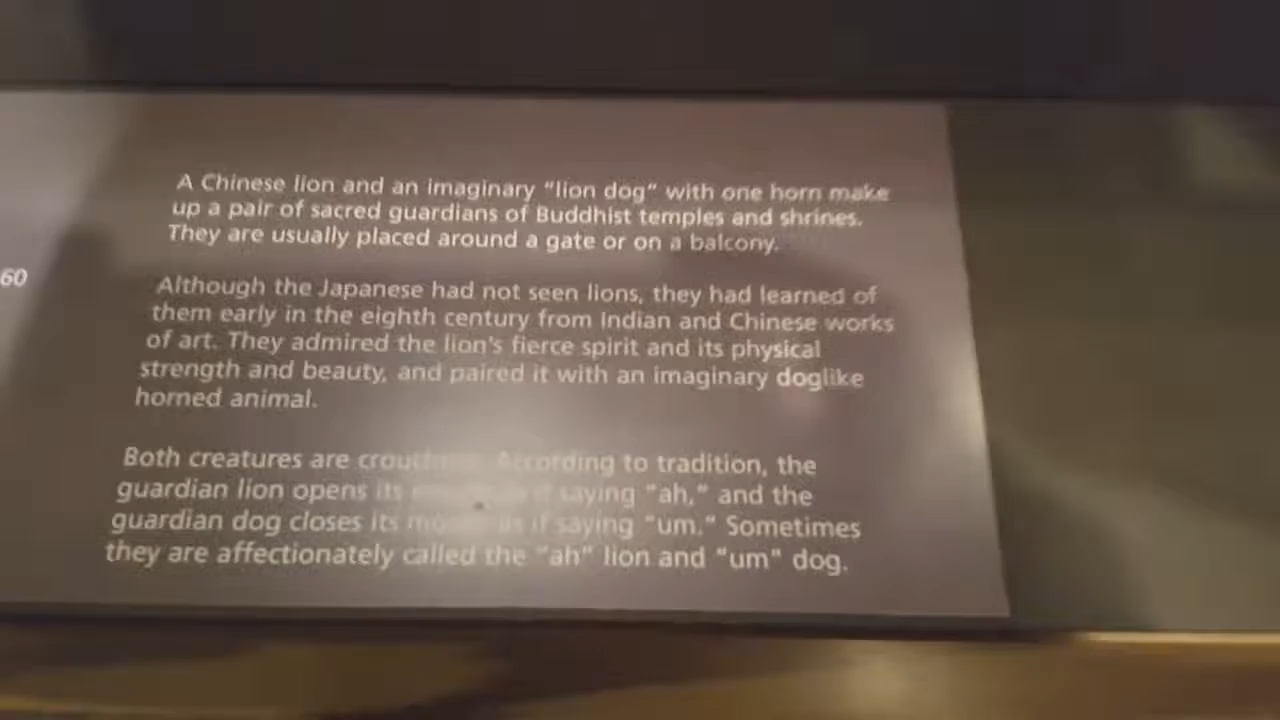 A Chinese lion and an imaginary “lion dog” with one horn make
up a pair of sacred guardians of Buddhist temples and shrines.
They are usually placed around a gate or on a balcony.
60
Although the Japanese had not seen lions, they had learned of
them early in the eighth century from Indian and Chinese works
of art. They admired the lion's fierce spirit and its physical
strength and beauty, and paired it with an imaginary doglike
horned animal.
Both creatures are According to tradition, the
guardian lion opens its saying “ah,” and the
guardian dog closes its mouth as if saying “um.” Sometimes
they are affectionately called the “ah” lion and “um” dog.